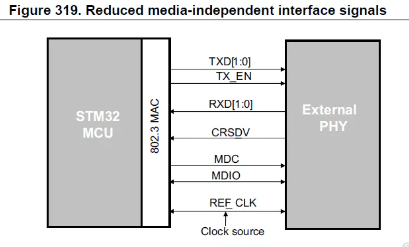 Figure 319. Reduced media-independent interface signals
STM32
MCU
802.3 MAC
TXD[1:0]
TX_EN
RXD[1:0]
CRSDV
MDC
MDIO
REF_CLK
Clock source
External
PHY